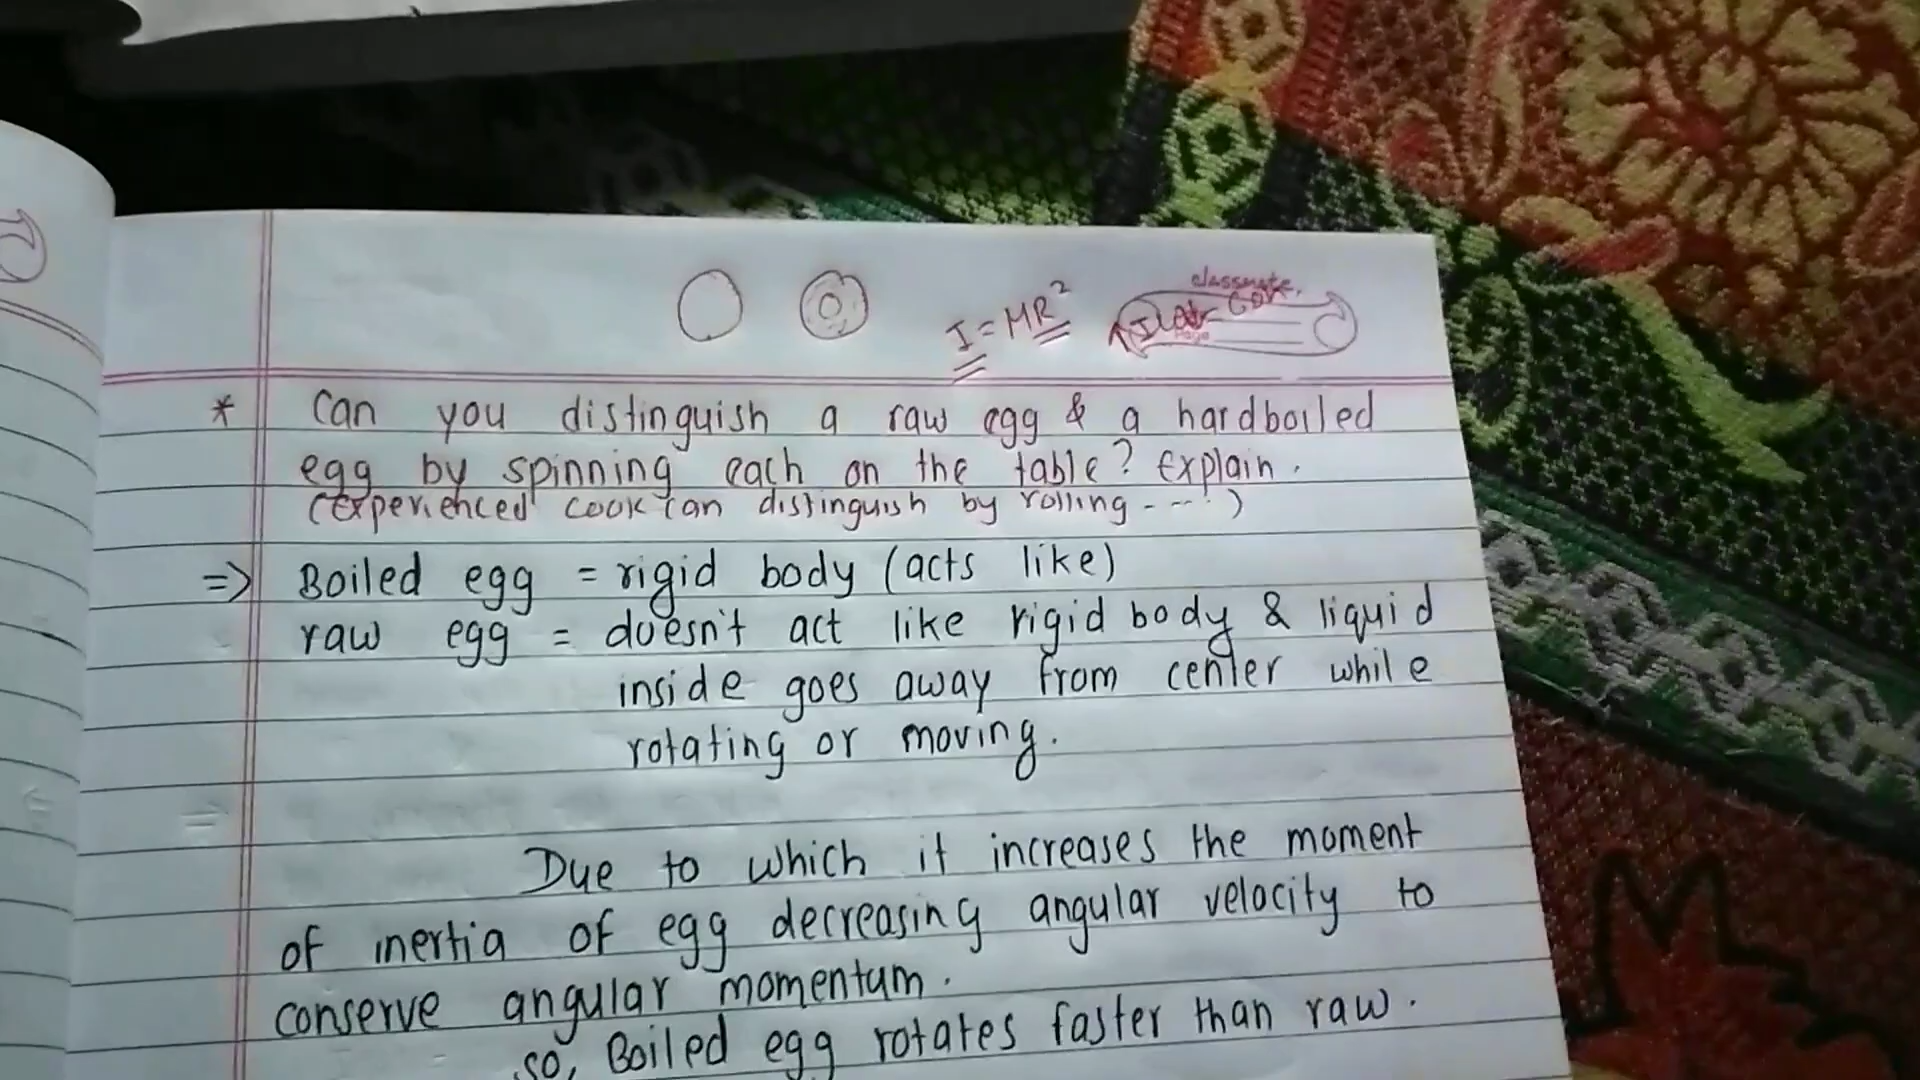 classmate
I = MR²
* Can you distinguish a raw egg & a hardboiled
egg by spinning each on the table? Explain.
(Experienced cook can distinguish by rolling - - - )
=> Boiled egg = rigid body (acts like)
raw egg = doesn't act like rigid body & liquid
inside goes away from center while
rotating or moving.
Due to which it increases the moment
of inertia of egg decreasing angular velocity to
conserve angular momentum.
so, Boiled egg rotates faster than raw.